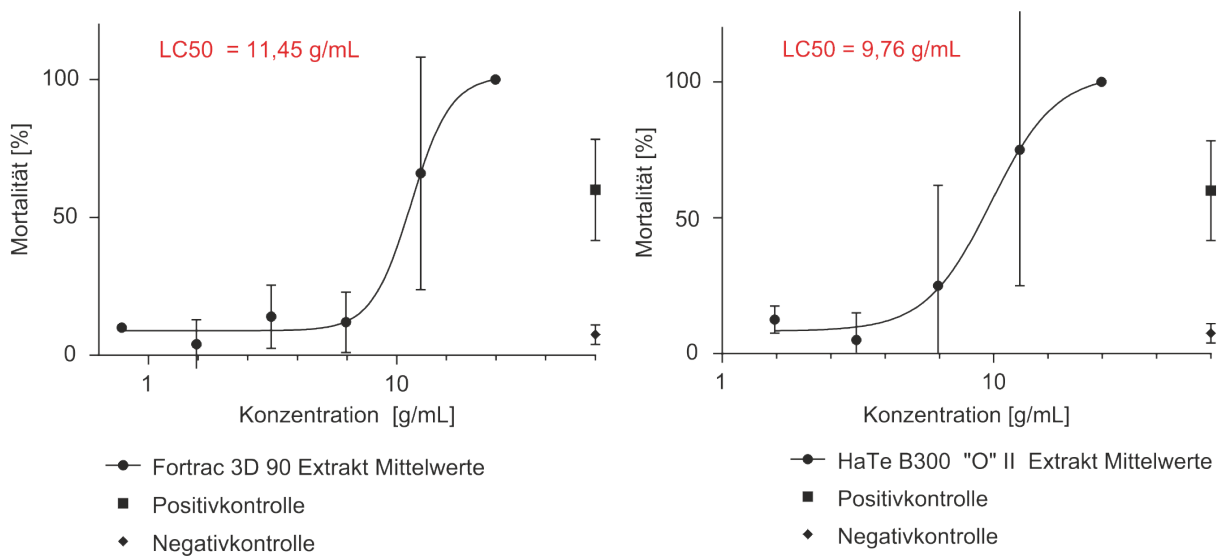 LC50 = 11,45 g/mL
Mortalität [%]
100
50
0
1
10
Konzentration [g/mL]
Fortrac 3D 90 Extrakt Mittelwerte
Positivkontrolle
Negativkontrolle
LC50 = 9,76 g/mL
Mortalität [%]
100
50
0
1
10
Konzentration [g/mL]
HaTe B300 "O" II Extrakt Mittelwerte
Positivkontrolle
Negativkontrolle